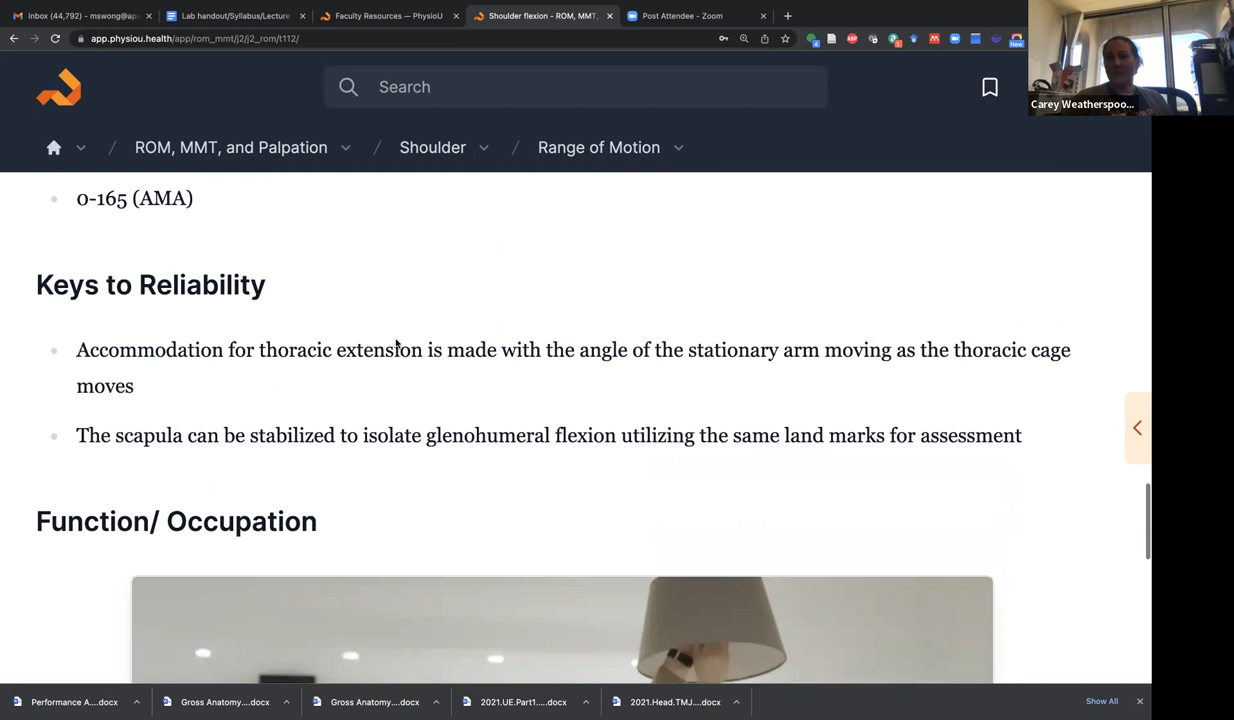 Inbox (44,792) - mswong@ap
Lab handout/Syllabus/Lecture
Faculty Resources — PhysioU
Shoulder flexion - ROM, MMT,
Post Attendee - Zoom
app.physiou.health/app/rom_mmt/j2/j2_rom/t112/
New
Search
Carey Weatherspoo...
ROM, MMT, and Palpation / Shoulder / Range of Motion
0-165 (AMA)
Keys to Reliability
Accommodation for thoracic extension is made with the angle of the stationary arm moving as the thoracic cage
moves
The scapula can be stabilized to isolate glenohumeral flexion utilizing the same land marks for assessment
Function/ Occupation
Performance A....docx
Gross Anatomy....docx
Gross Anatomy....docx
2021.UE.Part1.....docx
2021.Head.TMJ....docx
Show All